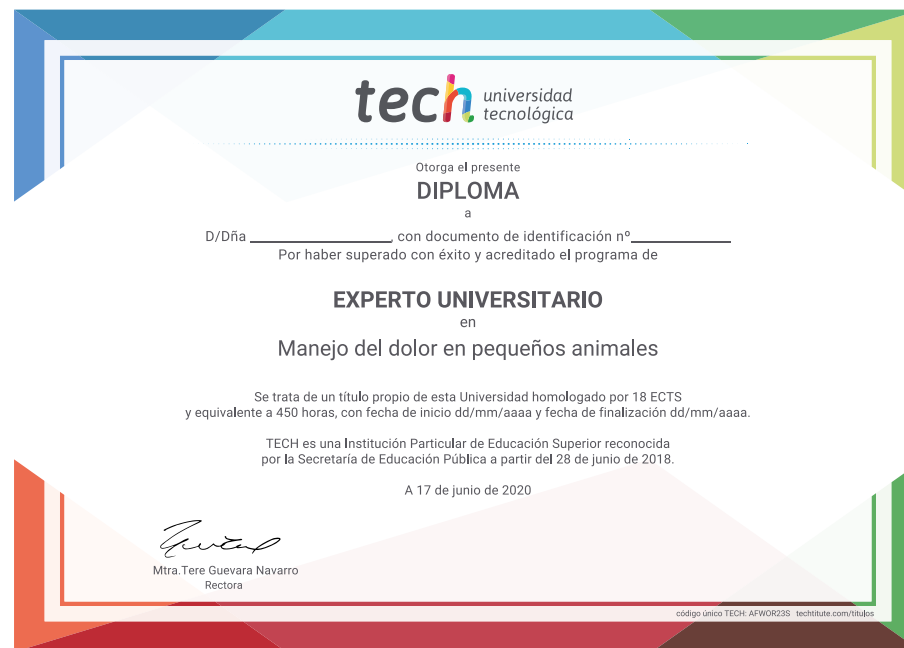 tech universidad
tecnológica
Otorga el presente
DIPLOMA
a
D/Dña ____________________, con documento de identificación nº______________
Por haber superado con éxito y acreditado el programa de
EXPERTO UNIVERSITARIO
en
Manejo del dolor en pequeños animales
Se trata de un título propio de esta Universidad homologado por 18 ECTS
y equivalente a 450 horas, con fecha de inicio dd/mm/aaaa y fecha de finalización dd/mm/aaaa.
TECH es una Institución Particular de Educación Superior reconocida
por la Secretaría de Educación Pública a partir del 28 de junio de 2018.
A 17 de junio de 2020
Mtra.Tere Guevara Navarro
Rectora
código único TECH: AFWOR23S techtitute.com/titulos